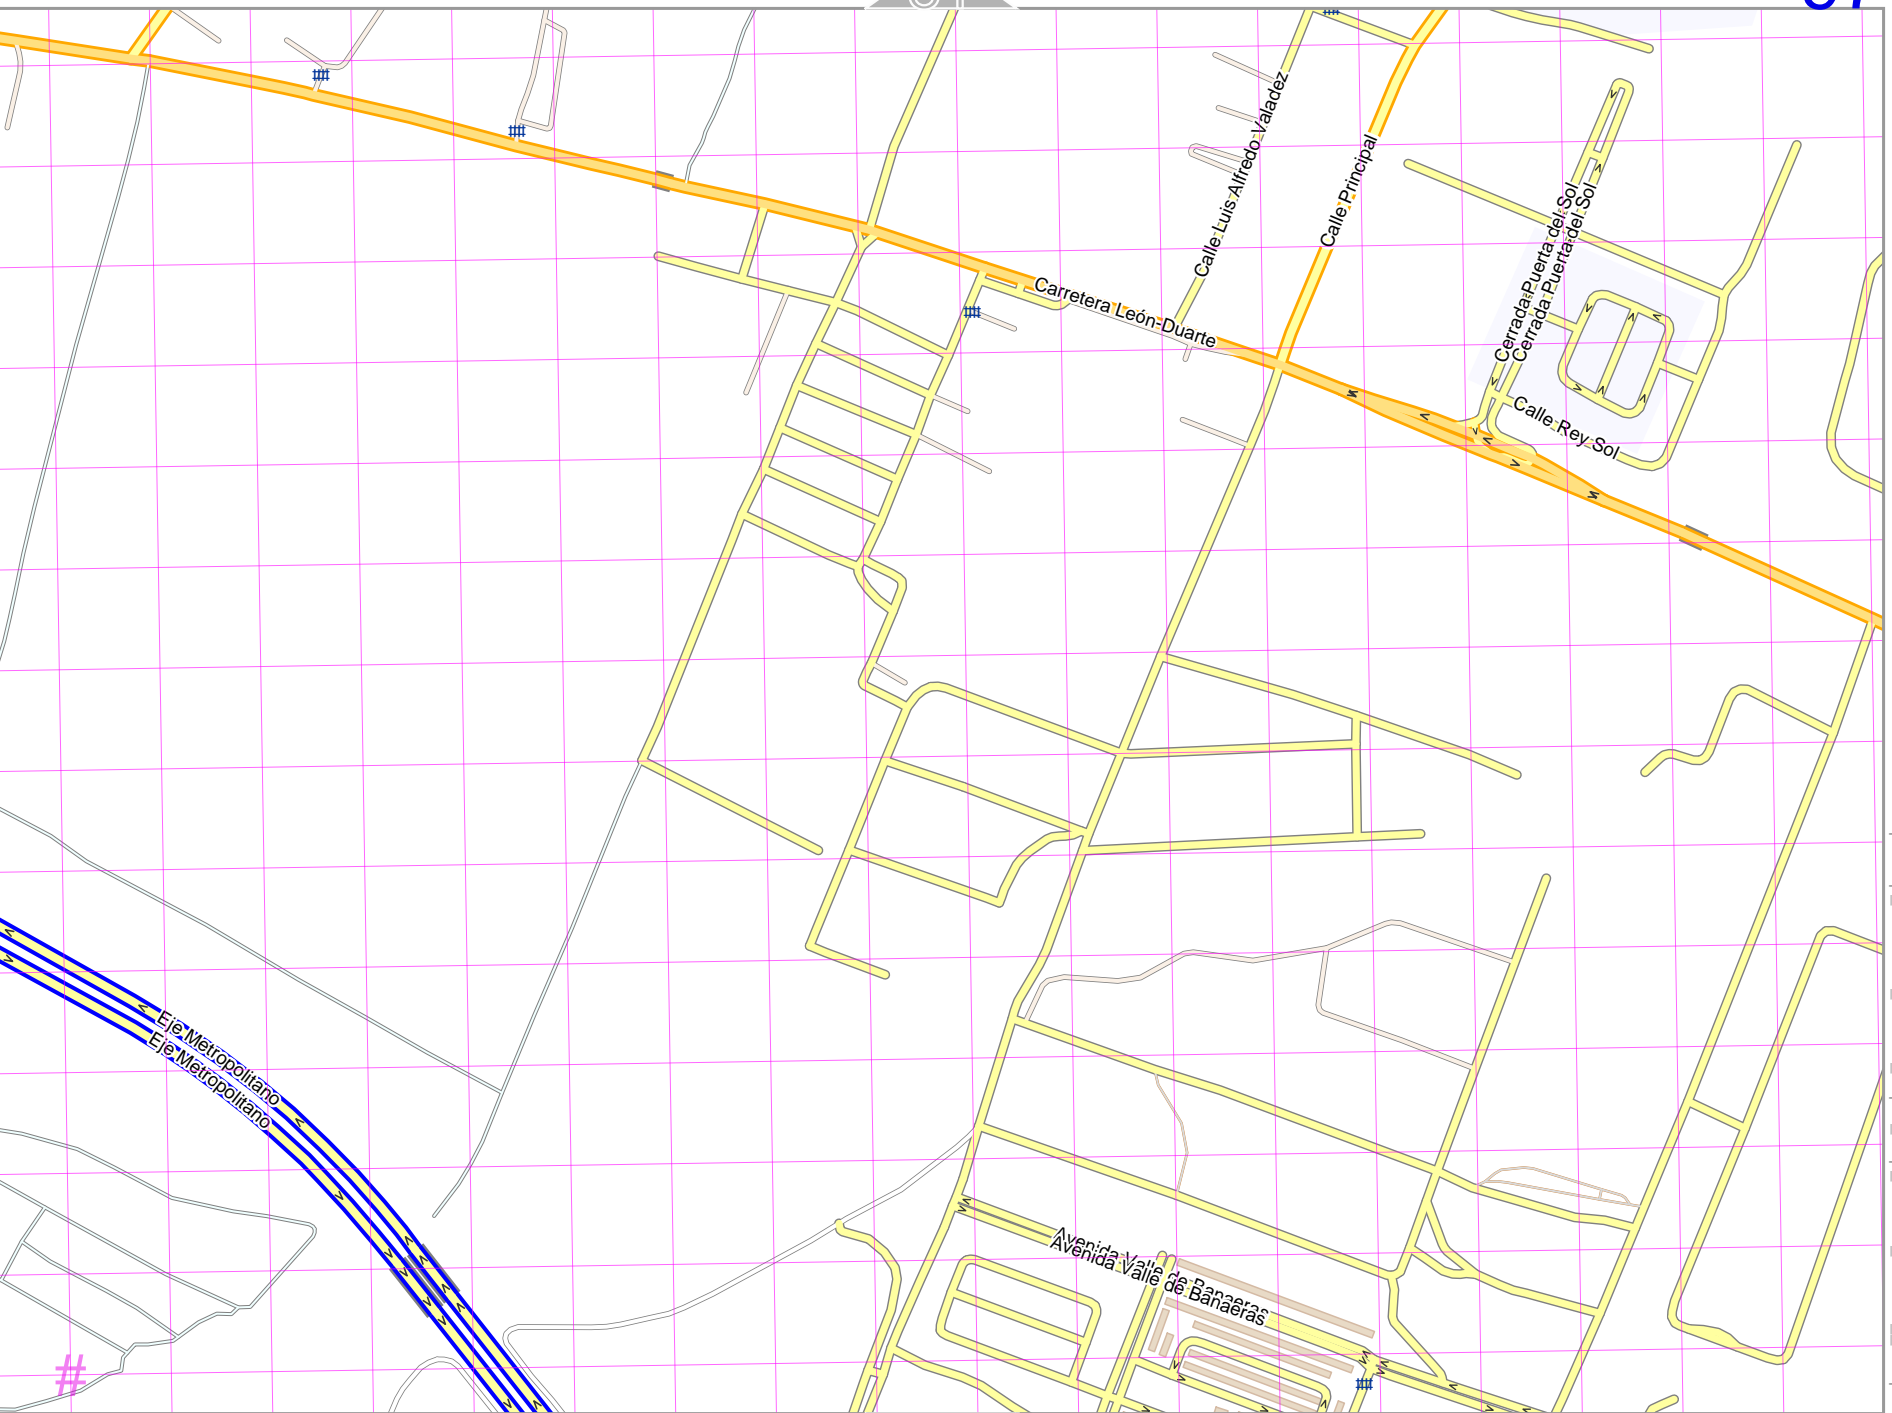 Calle Luis Alfredo Valadez
Calle Principal
Carretera León-Duarte
Cerrada Puerta del Sol
Cerrada Puerta del Sol
Calle Rey Sol
Eje Metropolitano
Eje Metropolitano
Avenida Valle de Banaeras
Avenida Valle de Banaeras
#